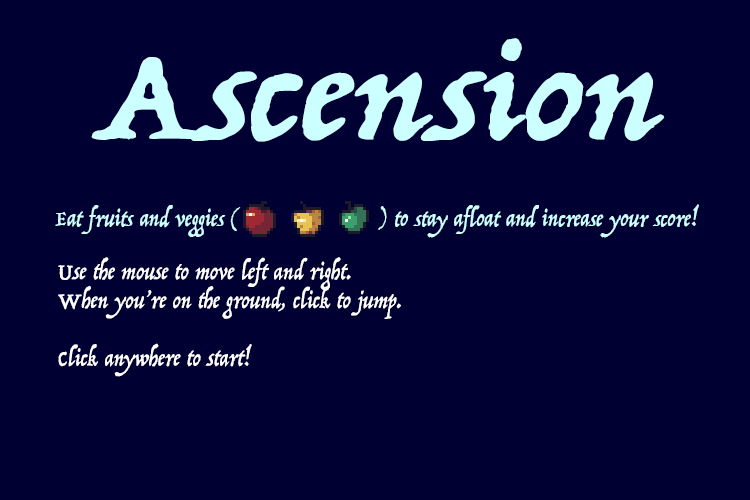 Ascension
Eat fruits and veggies ( ) to stay afloat and increase your score!
Use the mouse to move left and right.
When you're on the ground, click to jump.
Click anywhere to start!